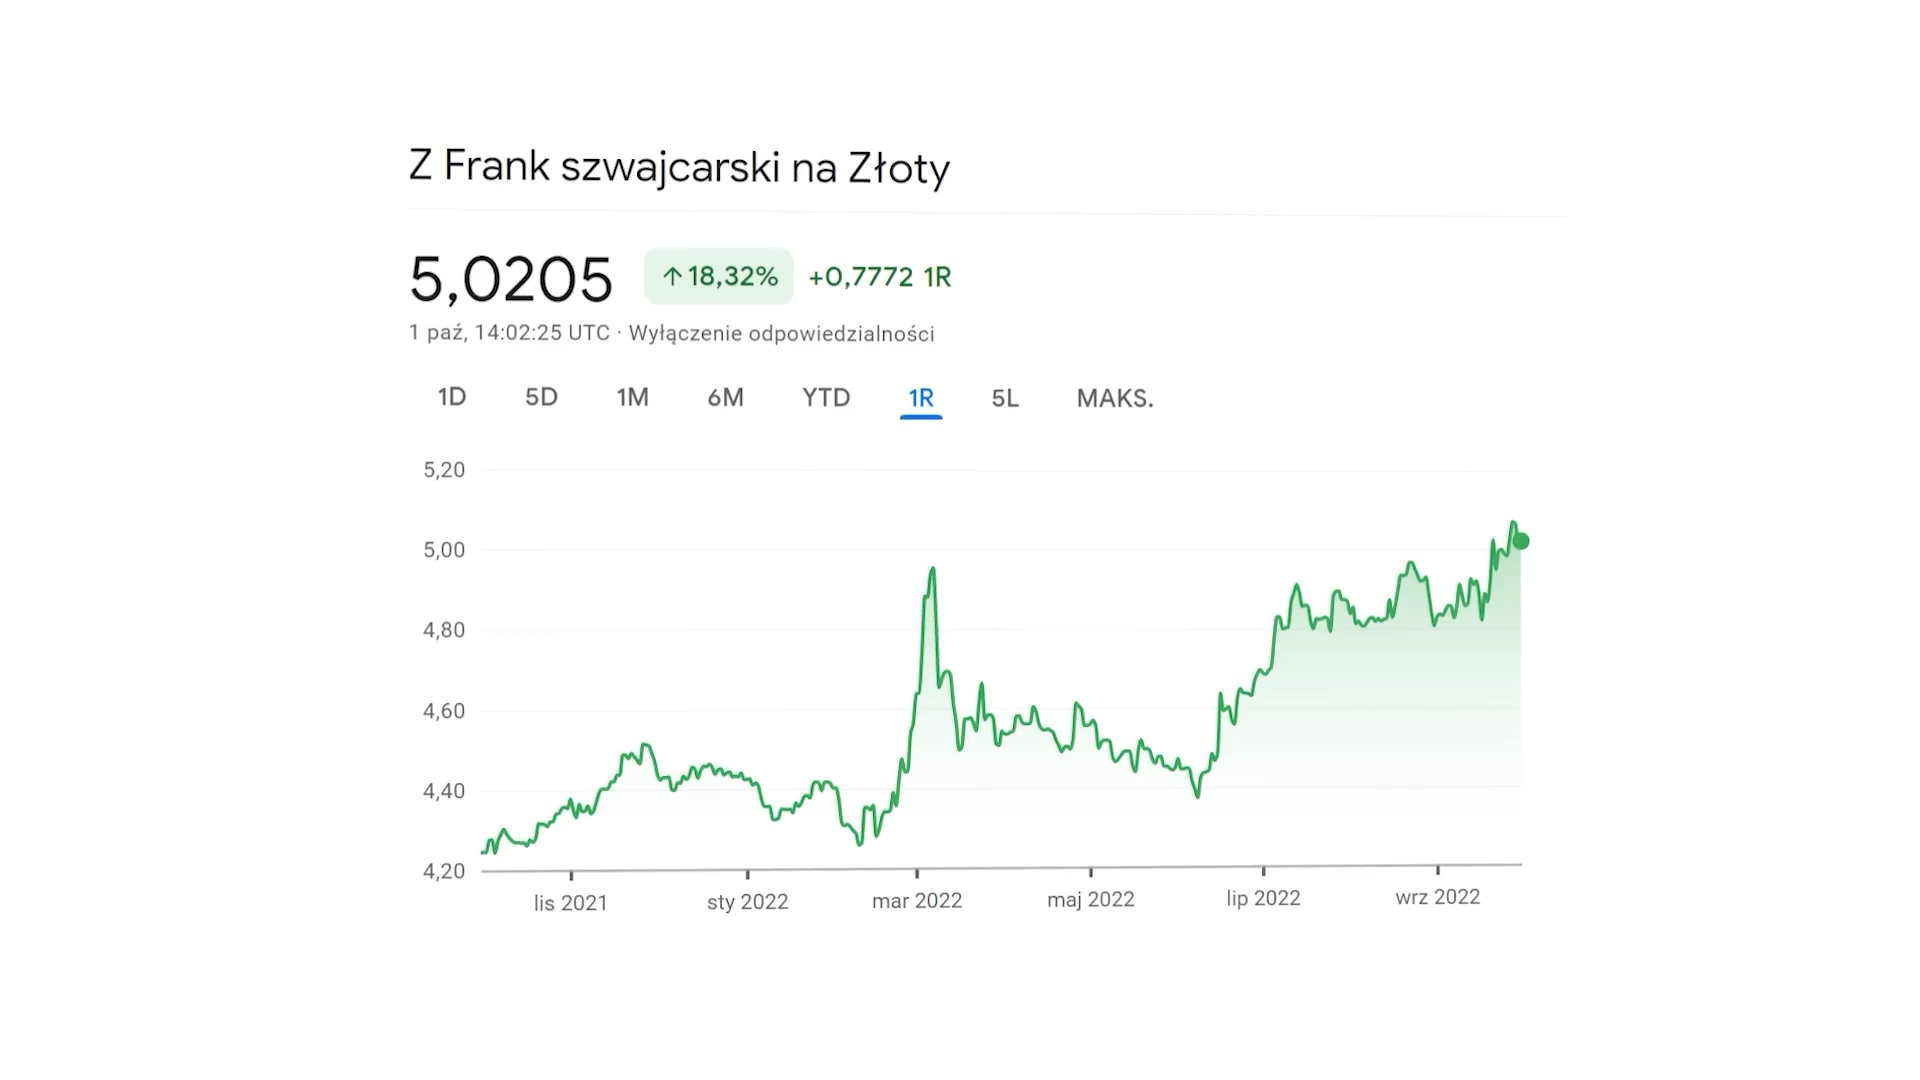 Z Frank szwajcarski na Złoty
5,0205 ↑18,32% +0,7772 1R
1 paź, 14:02:25 UTC · Wyłączenie odpowiedzialności
1D 5D 1M 6M YTD 1R 5L MAKS.
5,20
5,00
4,80
4,60
4,40
4,20
lis 2021 sty 2022 mar 2022 maj 2022 lip 2022 wrz 2022